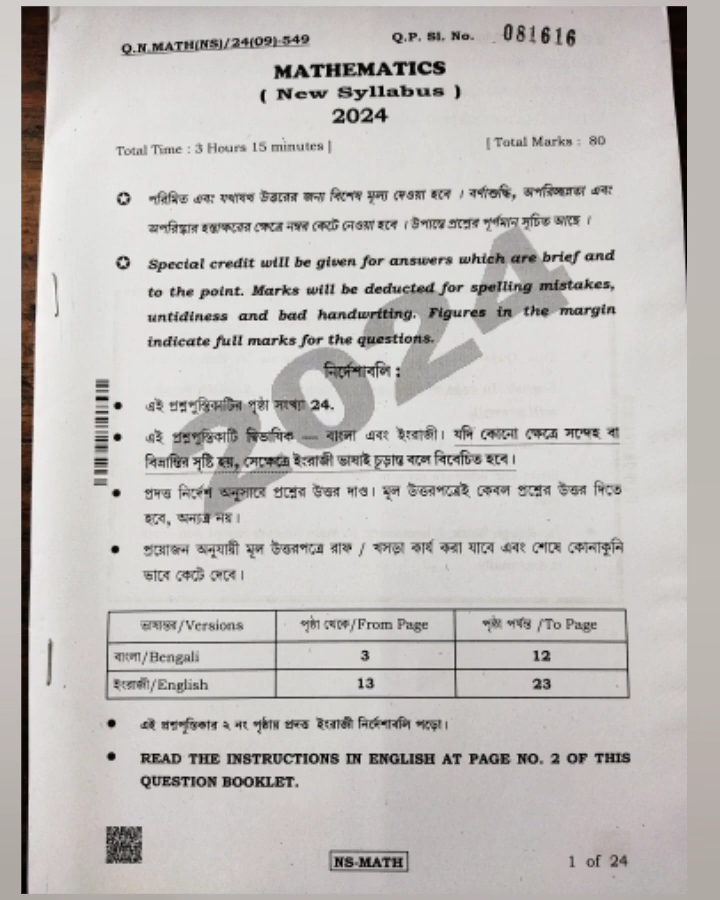 Q.N.MATH(NS)/24(09)-549
Q.P. Sl. No. 081616
MATHEMATICS
( New Syllabus )
2024
Total Time : 3 Hours 15 minutes ] [ Total Marks : 80
✪ পরিমিত এবং যথাযথ উত্তরের জন্য বিশেষ মূল্য দেওয়া হবে । বর্ণাশুদ্ধি, অপরিচ্ছন্নতা এবং
অপরিষ্কার হস্তাক্ষরের ক্ষেত্রে নম্বর কেটে নেওয়া হবে । উপান্তে প্রশ্নের পূর্ণমান সূচিত আছে ।
✪ Special credit will be given for answers which are brief and
to the point. Marks will be deducted for spelling mistakes,
untidiness and bad handwriting. Figures in the margin
indicate full marks for the questions.
2024
নির্দেশাবলি :
• এই প্রশ্নপুস্তিকাটির পৃষ্ঠা সংখ্যা 24.
• এই প্রশ্নপুস্তিকাটি দ্বিভাষিক — বাংলা এবং ইংরাজী। যদি কোনো ক্ষেত্রে সন্দেহ বা
বিভ্রান্তির সৃষ্টি হয়, সেক্ষেত্রে ইংরাজী ভাষাই চূড়ান্ত বলে বিবেচিত হবে।
• প্রদত্ত নির্দেশ অনুসারে প্রশ্নের উত্তর দাও। মূল উত্তরপত্রেই কেবল প্রশ্নের উত্তর দিতে
হবে, অন্যত্র নয়।
• প্রয়োজন অনুযায়ী মূল উত্তরপত্রে রাফ / খসড়া কার্য করা যাবে এবং শেষে কোনাকুনি
ভাবে কেটে দেবে।
ভাষান্তর/Versions পৃষ্ঠা থেকে/From Page পৃষ্ঠা পর্যন্ত /To Page
বাংলা/Bengali 3 12
ইংরাজী/English 13 23
• এই প্রশ্নপুস্তিকার ২ নং পৃষ্ঠায় প্রদত্ত ইংরাজী নির্দেশাবলি পড়ো।
• READ THE INSTRUCTIONS IN ENGLISH AT PAGE NO. 2 OF THIS
QUESTION BOOKLET.
NS-MATH
1 of 24